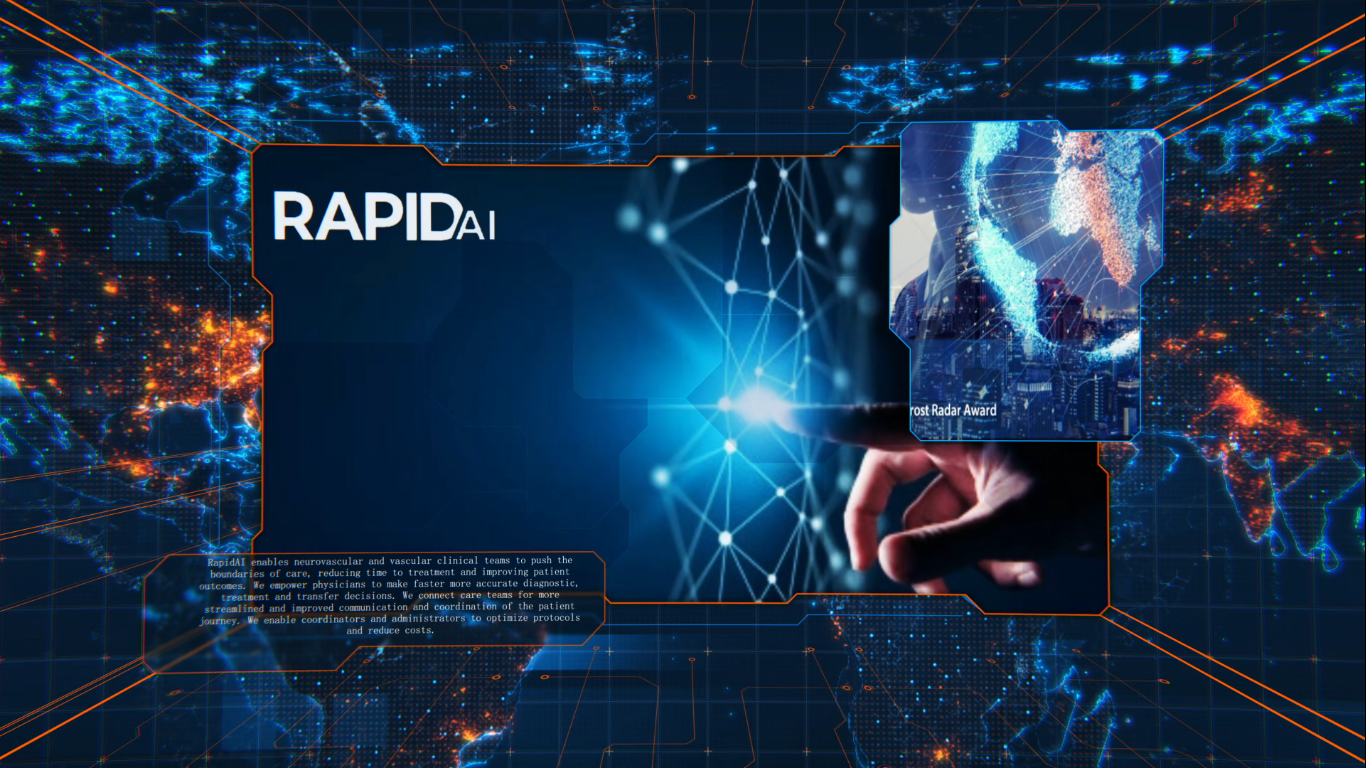 RAPIDAI
rost Radar Award
RapidAI enables neurovascular and vascular clinical teams to push the
boundaries of care, reducing time to treatment and improving patient
outcomes. We empower physicians to make faster more accurate diagnostic,
treatment and transfer decisions. We connect care teams for more
streamlined and improved communication and coordination of the patient
journey. We enable coordinators and administrators to optimize protocols
and reduce costs.